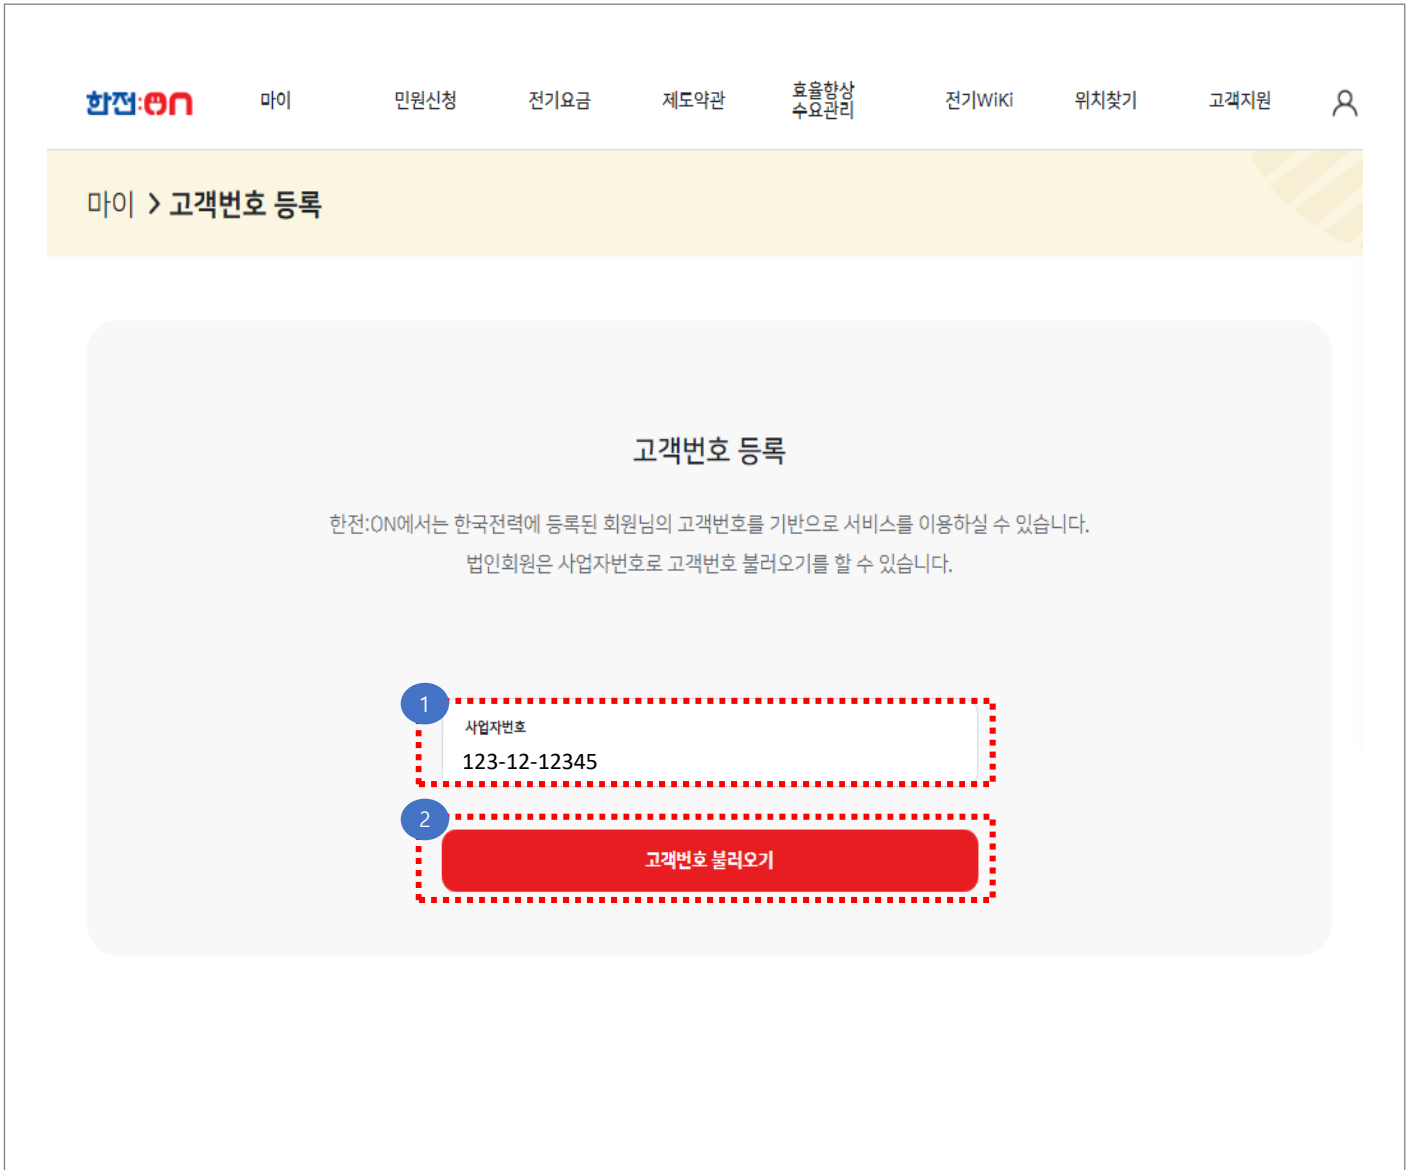 한전:ON
마이
민원신청
전기요금
제도약관
효율향상
수요관리
전기WiKi
위치찾기
고객지원
마이 > 고객번호 등록
고객번호 등록
한전:ON에서는 한국전력에 등록된 회원님의 고객번호를 기반으로 서비스를 이용하실 수 있습니다.
법인회원은 사업자번호로 고객번호 불러오기를 할 수 있습니다.
1
사업자번호
123-12-12345
2
고객번호 불러오기